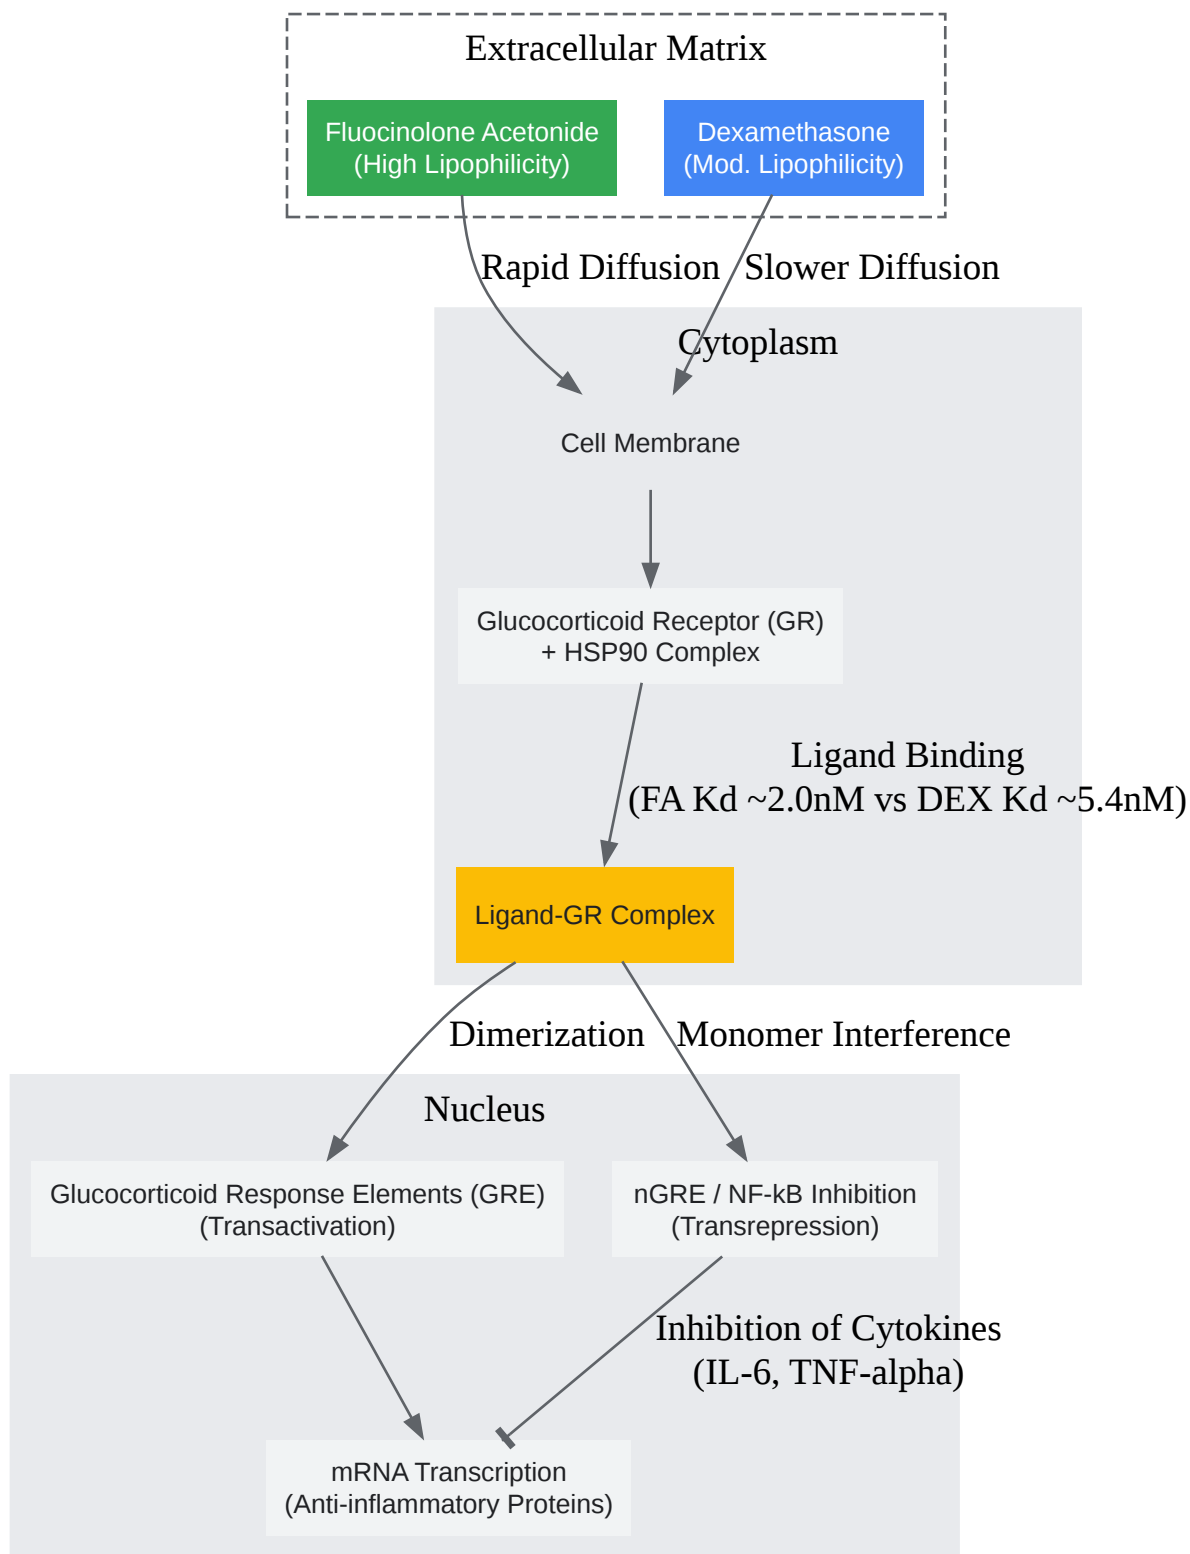 Extracellular Matrix
Fluocinolone Acetonide
(High Lipophilicity)
Dexamethasone
(Mod. Lipophilicity)
Rapid Diffusion
Slower Diffusion
Cytoplasm
Cell Membrane
Glucocorticoid Receptor (GR)
+ HSP90 Complex
Ligand Binding
(FA Kd ~2.0nM vs DEX Kd ~5.4nM)
Ligand-GR Complex
Dimerization
Monomer Interference
Nucleus
Glucocorticoid Response Elements (GRE)
(Transactivation)
nGRE / NF-kB Inhibition
(Transrepression)
Inhibition of Cytokines
(IL-6, TNF-alpha)
mRNA Transcription
(Anti-inflammatory Proteins)